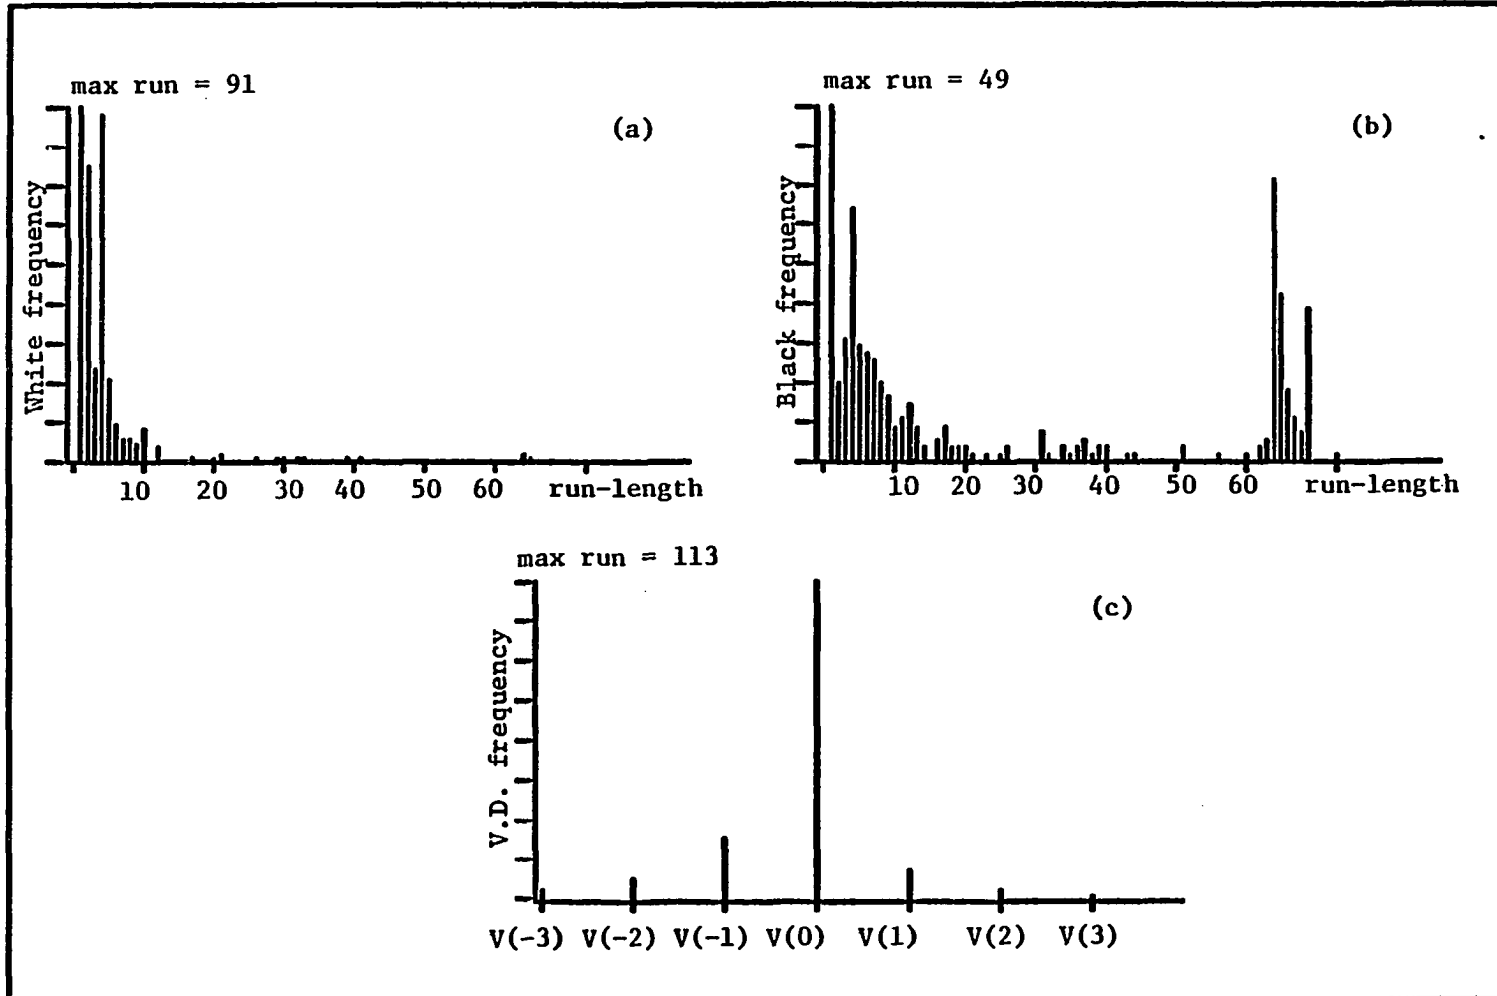 max run = 91
(a)
White frequency
10 20 30 40 50 60 run-length
max run = 49
(b)
Black frequency
10 20 30 40 50 60 run-length
max run = 113
(c)
V.D. frequency
V(-3) V(-2) V(-1) V(0) V(1) V(2) V(3)